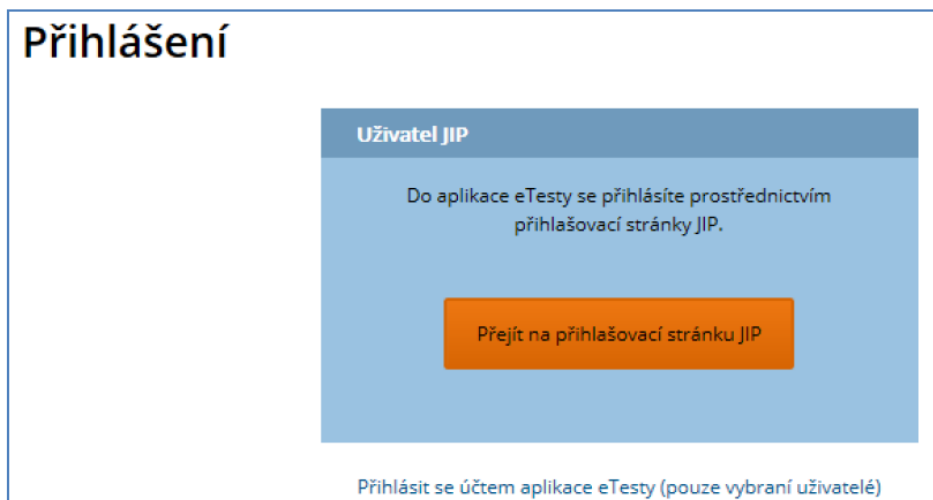 Přihlášení
Uživatel JIP
Do aplikace eTesty se přihlásíte prostřednictvím
přihlašovací stránky JIP.
Přejít na přihlašovací stránku JIP
Přihlásit se účtem aplikace eTesty (pouze vybraní uživatelé)